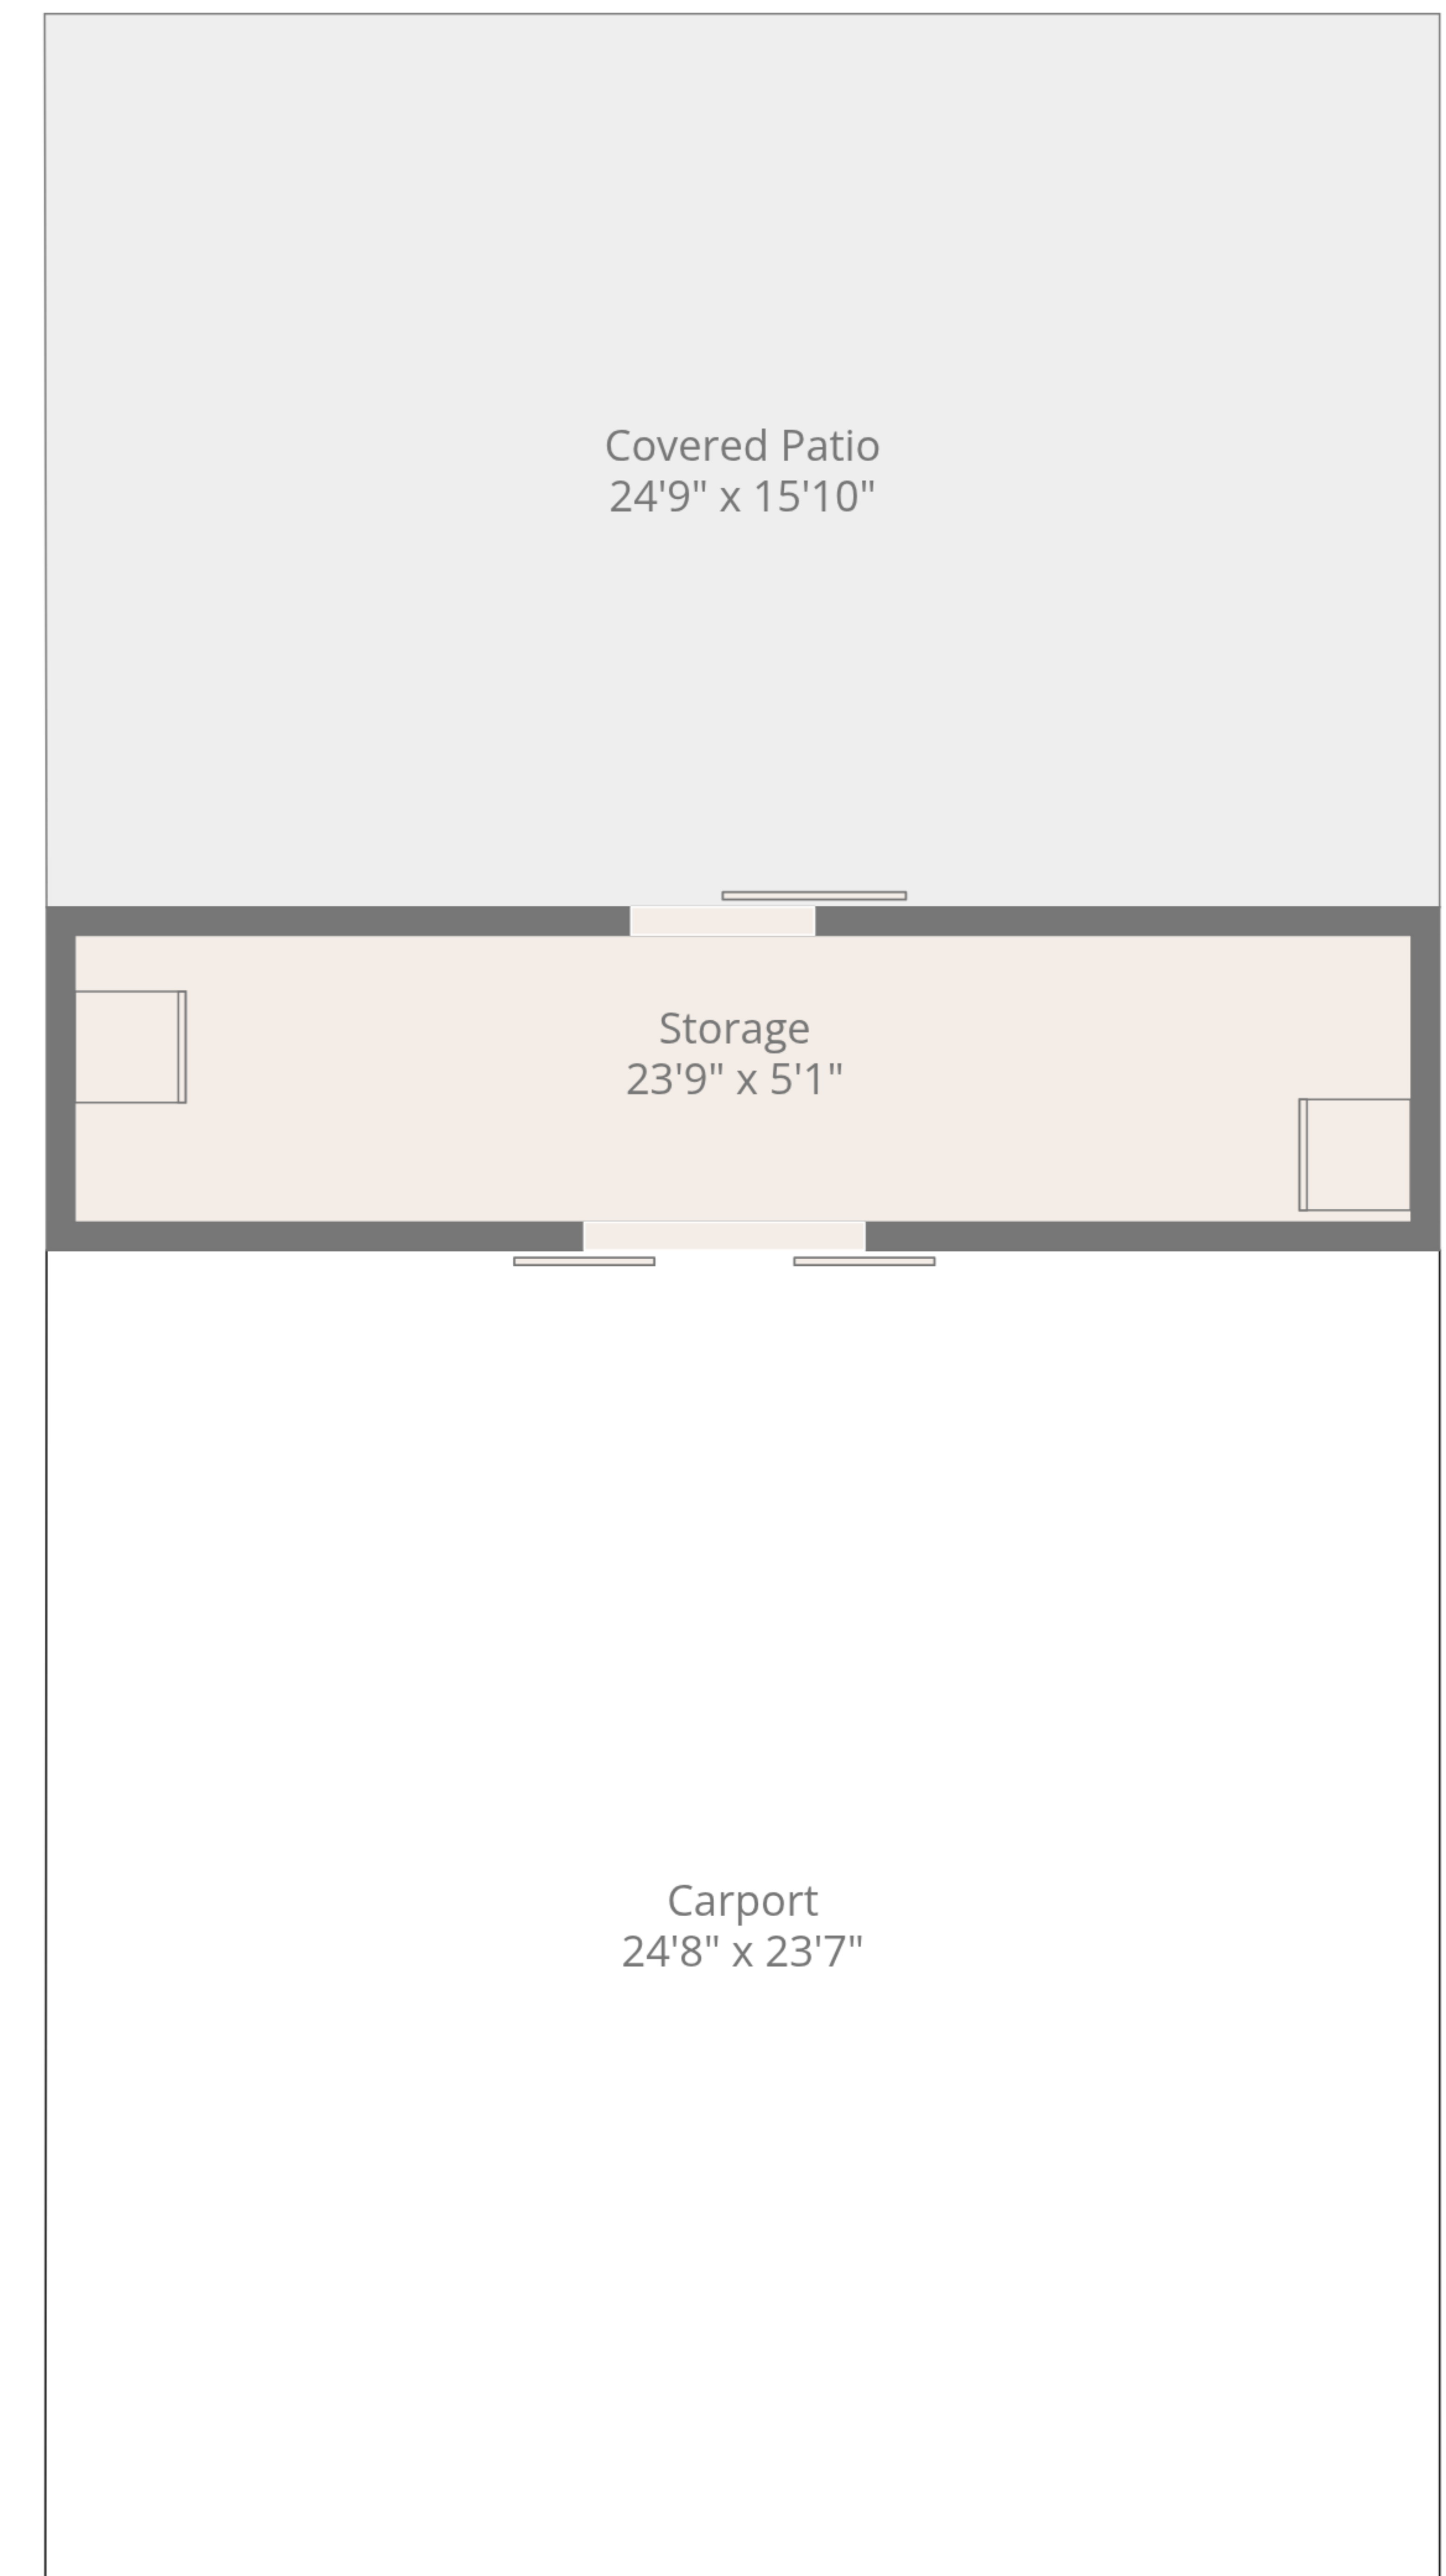 Covered Patio
24'9" x 15'10"
Storage
23'9" x 5'1"
Carport
24'8" x 23'7"